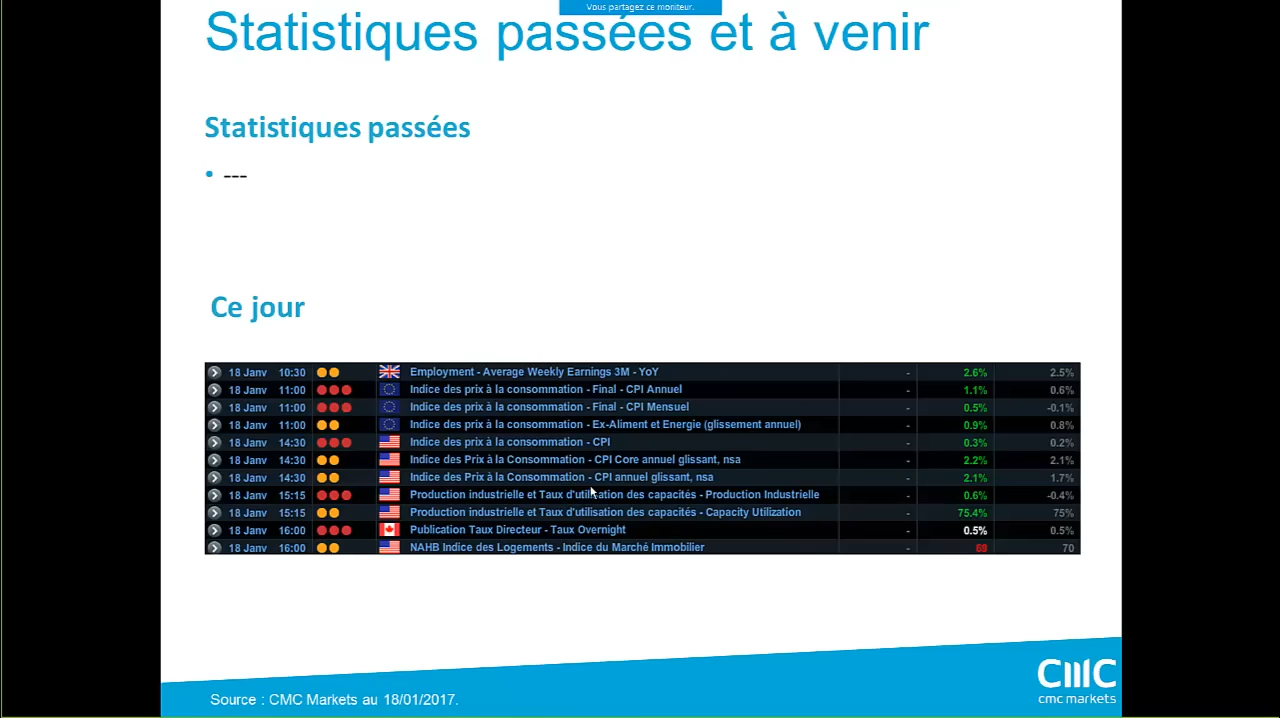 Vous partagez ce moniteur.
Statistiques passées et à venir
Statistiques passées
• ---
Ce jour
18 Janv 10:30 Employment - Average Weekly Earnings 3M - YoY - 2.6% 2.5%
18 Janv 11:00 Indice des prix à la consommation - Final - CPI Annuel - 1.1% 0.6%
18 Janv 11:00 Indice des prix à la consommation - Final - CPI Mensuel - 0.5% -0.1%
18 Janv 11:00 Indice des prix à la consommation - Ex-Aliment et Energie (glissement annuel) - 0.9% 0.8%
18 Janv 14:30 Indice des prix à la consommation - CPI - 0.3% 0.2%
18 Janv 14:30 Indice des Prix à la Consommation - CPI Core annuel glissant, nsa - 2.2% 2.1%
18 Janv 14:30 Indice des Prix à la Consommation - CPI annuel glissant, nsa - 2.1% 1.7%
18 Janv 15:15 Production industrielle et Taux d'utilisation des capacités - Production Industrielle - 0.6% -0.4%
18 Janv 15:15 Production industrielle et Taux d'utilisation des capacités - Capacity Utilization - 75.4% 75%
18 Janv 16:00 Publication Taux Directeur - Taux Overnight - 0.5% 0.5%
18 Janv 16:00 NAHB Indice des Logements - Indice du Marché Immobilier - 69 70
Source : CMC Markets au 18/01/2017.
CMC
cmc markets